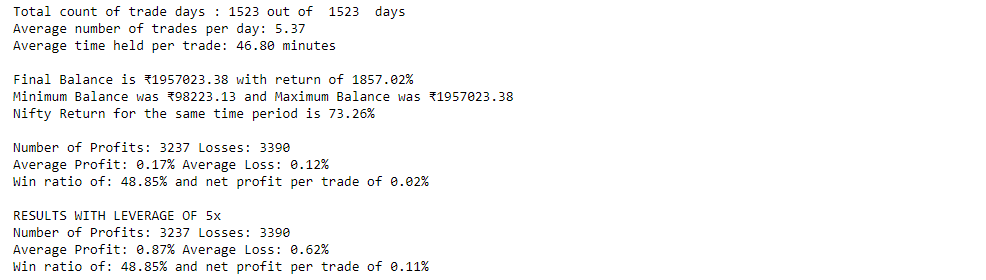 Total count of trade days : 1523 out of  1523  days
Average number of trades per day: 5.37
Average time held per trade: 46.80 minutes

Final Balance is ₹1957023.38 with return of 1857.02%
Minimum Balance was ₹98223.13 and Maximum Balance was ₹1957023.38
Nifty Return for the same time period is 73.26%

Number of Profits: 3237 Losses: 3390
Average Profit: 0.17% Average Loss: 0.12%
Win ratio of: 48.85% and net profit per trade of 0.02%

RESULTS WITH LEVERAGE OF 5x
Number of Profits: 3237 Losses: 3390
Average Profit: 0.87% Average Loss: 0.62%
Win ratio of: 48.85% and net profit per trade of 0.11%